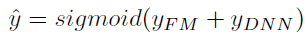 ŷ = sigmoid(y_FM + y_DNN)